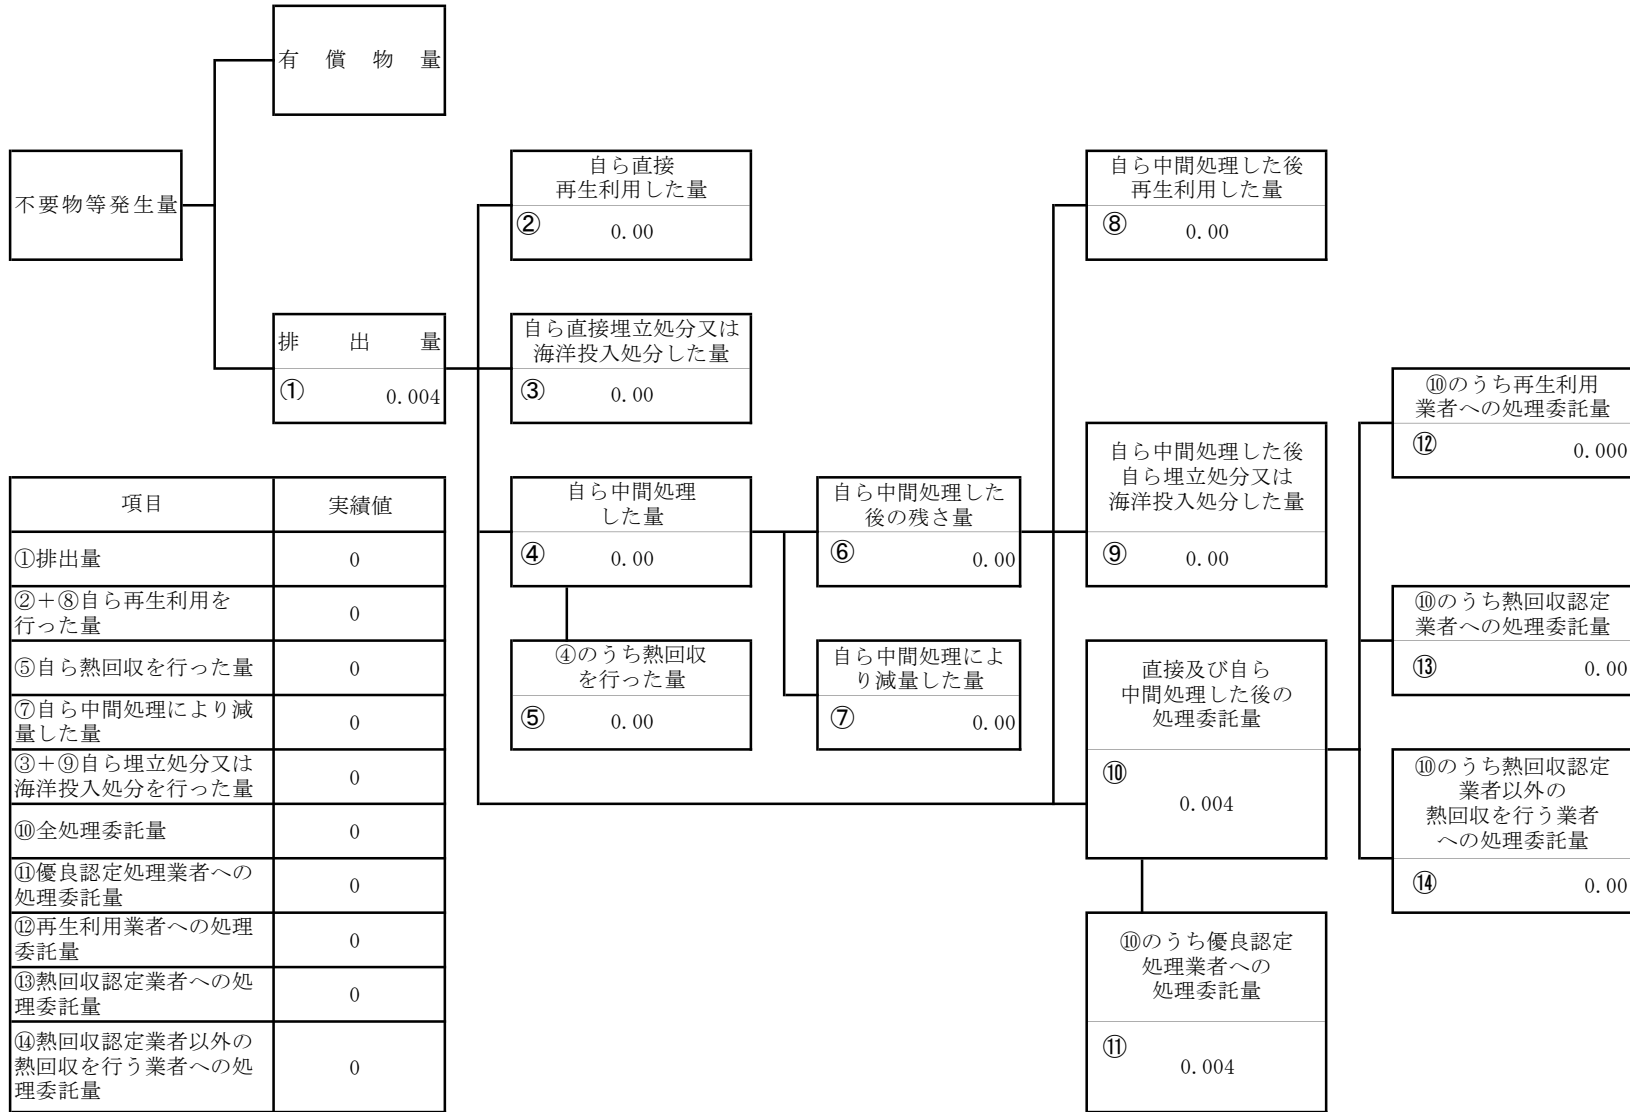 有償物量
不要物等発生量
排出量
① 0.004
自ら直接
再生利用した量
② 0.00
自ら直接埋立処分又は
海洋投入処分した量
③ 0.00
自ら中間処理
した量
④ 0.00
④のうち熱回収
を行った量
⑤ 0.00
自ら中間処理した
後の残さ量
⑥ 0.00
自ら中間処理によ
り減量した量
⑦ 0.00
自ら中間処理した後
再生利用した量
⑧ 0.00
自ら中間処理した後
自ら埋立処分又は
海洋投入処分した量
⑨ 0.00
直接及び自ら
中間処理した後の
処理委託量
⑩
0.004
⑩のうち優良認定
処理業者への
処理委託量
⑪
0.004
⑩のうち再生利用
業者への処理委託量
⑫ 0.000
⑩のうち熱回収認定
業者への処理委託量
⑬ 0.00
⑩のうち熱回収認定
業者以外の
熱回収を行う業者
への処理委託量
⑭ 0.00
項目 実績値
①排出量 0
②+⑧自ら再生利用を
行った量 0
⑤自ら熱回収を行った量 0
⑦自ら中間処理により減
量した量 0
③+⑨自ら埋立処分又は
海洋投入処分を行った量 0
⑩全処理委託量 0
⑪優良認定処理業者への
処理委託量 0
⑫再生利用業者への処理
委託量 0
⑬熱回収認定業者への処
理委託量 0
⑭熱回収認定業者以外の
熱回収を行う業者への処 0
理委託量